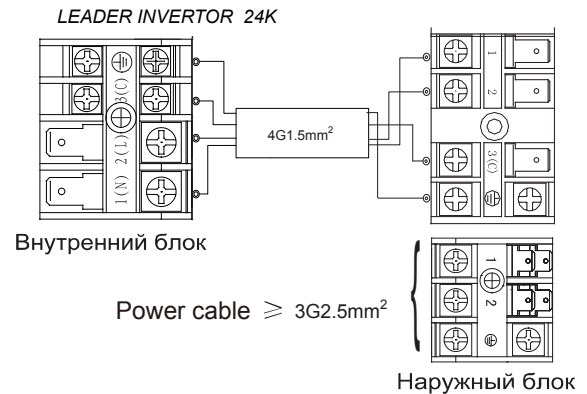 LEADER INVERTOR 24K
1(N) 2(L) 3(C)
4G1.5mm²
1
2
3(C)
Внутренний блок
1
2
Power cable ≥ 3G2.5mm²
Наружный блок